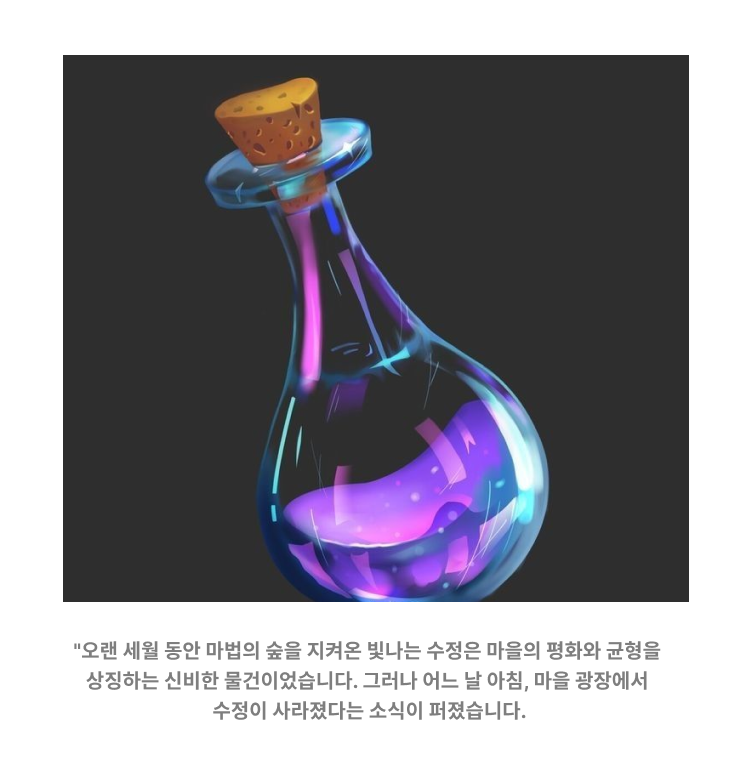 "오랜 세월 동안 마법의 숲을 지켜온 빛나는 수정은 마을의 평화와 균형을
상징하는 신비한 물건이었습니다. 그러나 어느 날 아침, 마을 광장에서
수정이 사라졌다는 소식이 퍼졌습니다.